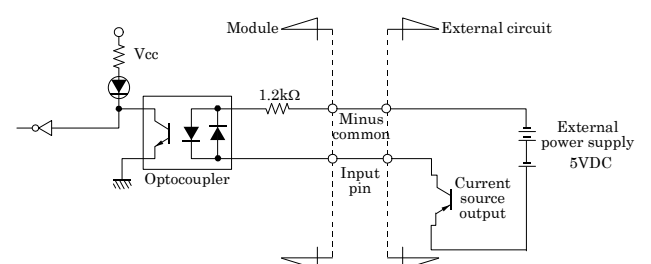 Module
External circuit
Vcc
1.2kΩ
Minus
common
External
power supply
5VDC
Input
pin
Optocoupler
Current
source
output